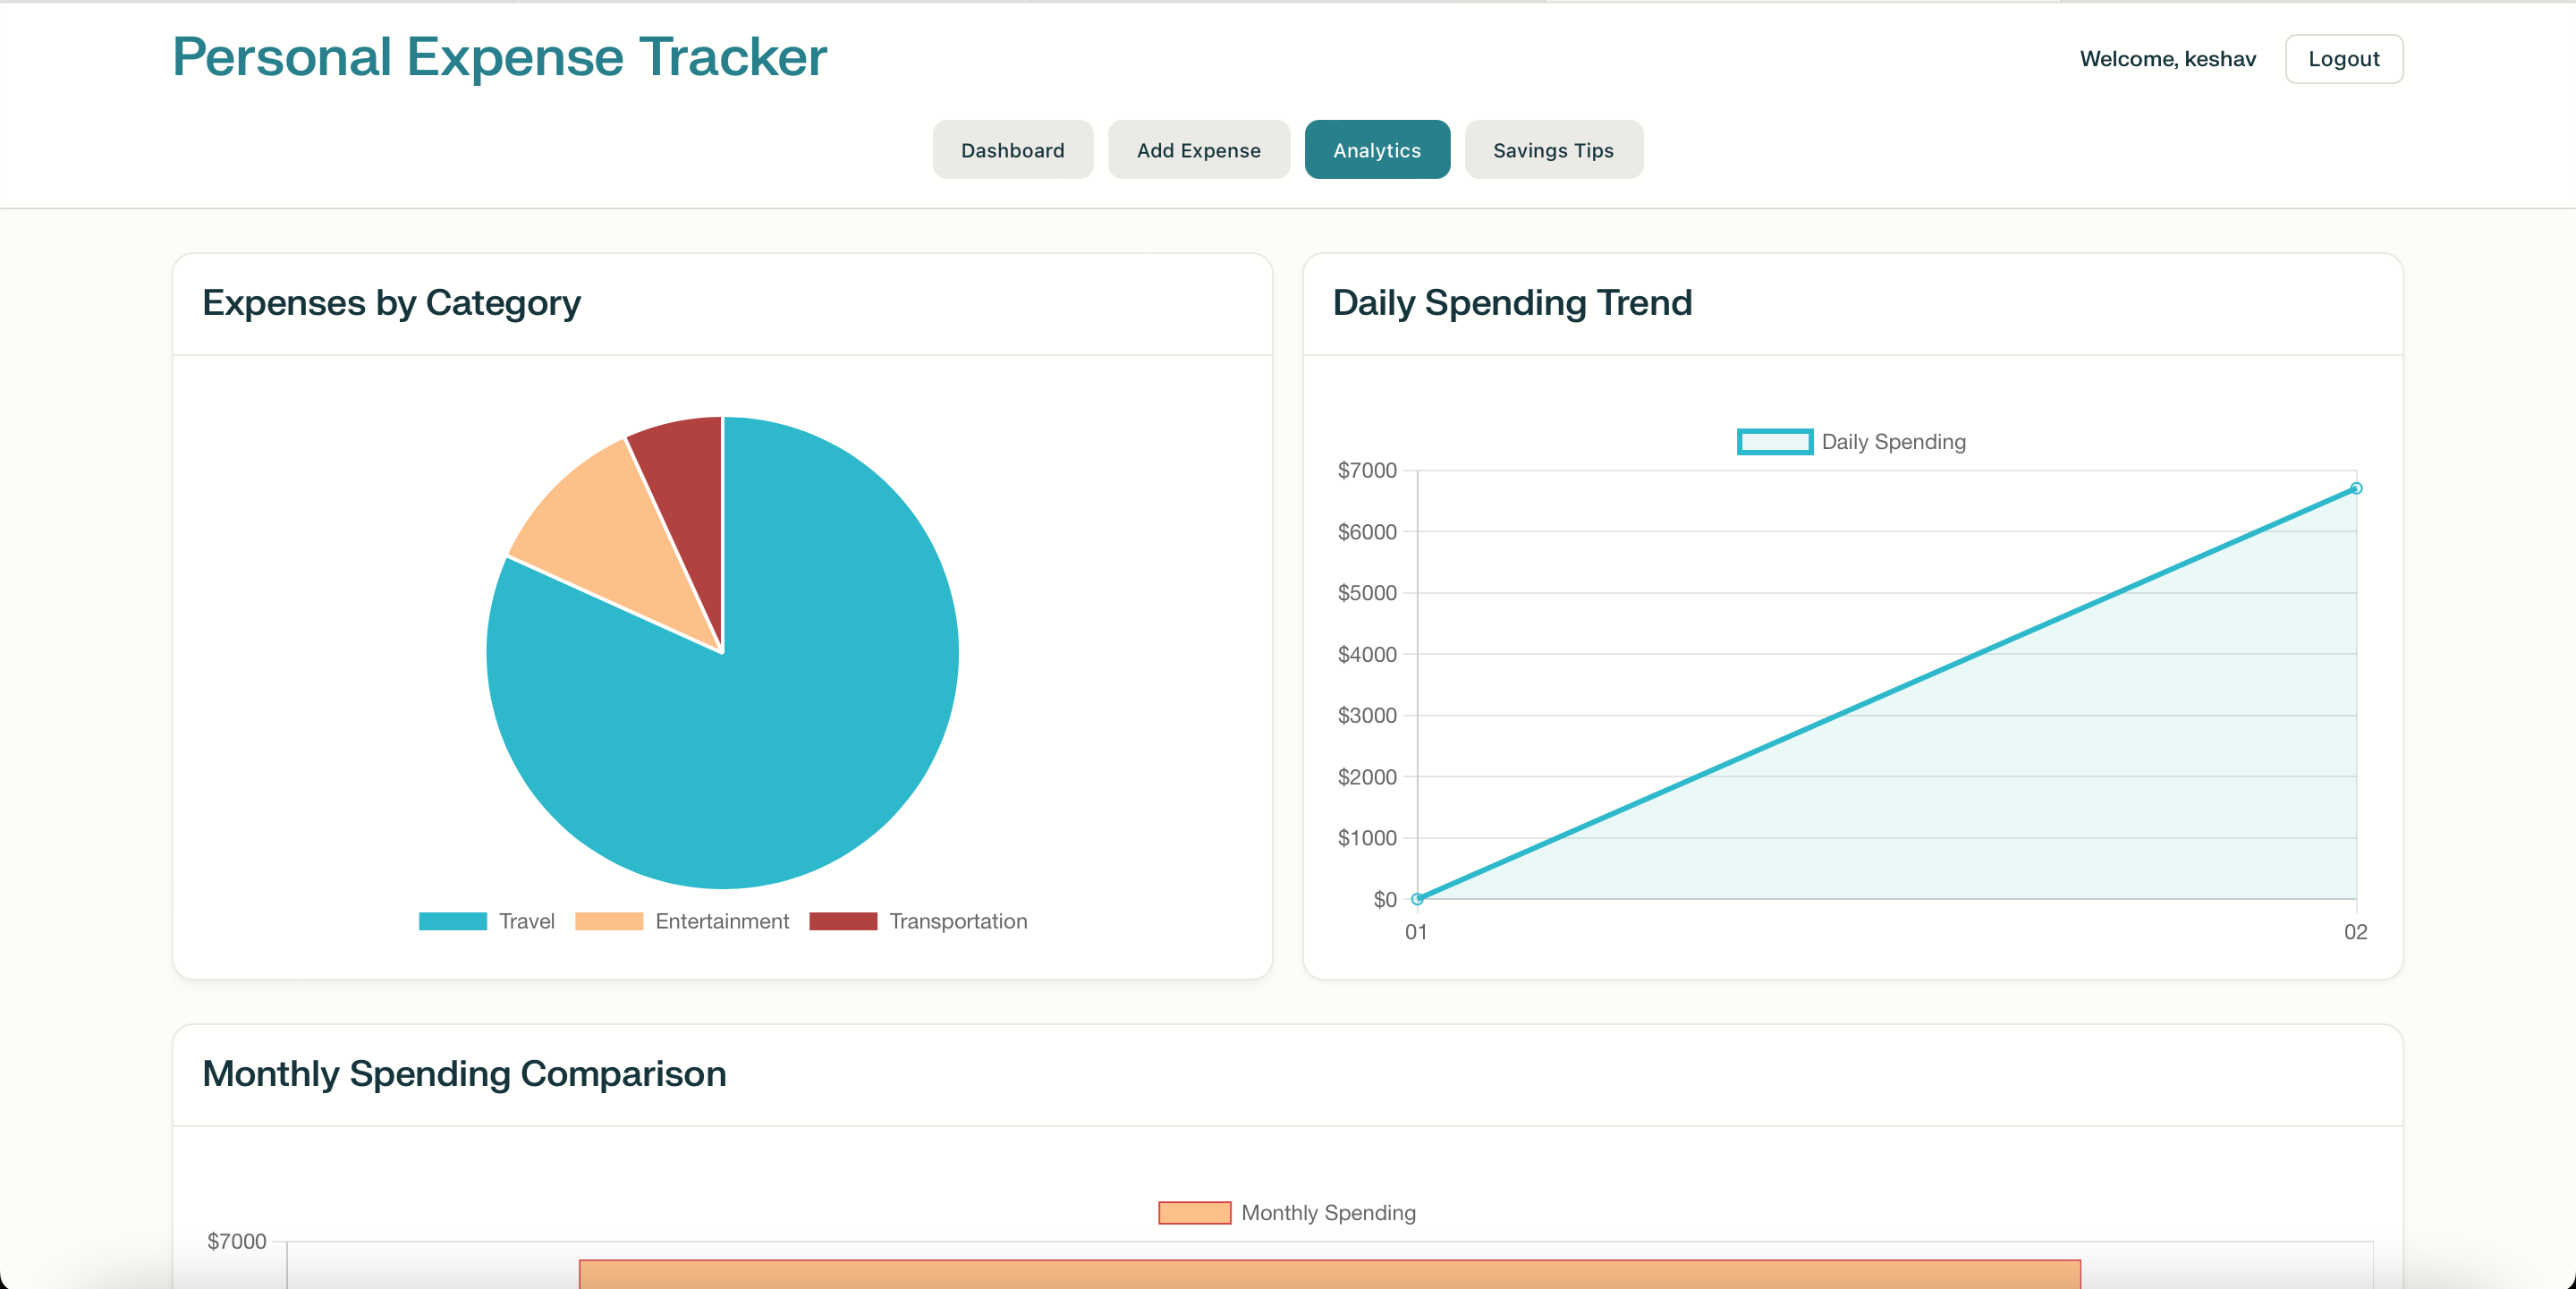 Personal Expense Tracker
Welcome, keshav
Logout
Dashboard
Add Expense
Analytics
Savings Tips
Expenses by Category
Travel
Entertainment
Transportation
Daily Spending Trend
Daily Spending
$7000
$6000
$5000
$4000
$3000
$2000
$1000
$0
01
02
Monthly Spending Comparison
Monthly Spending
$7000